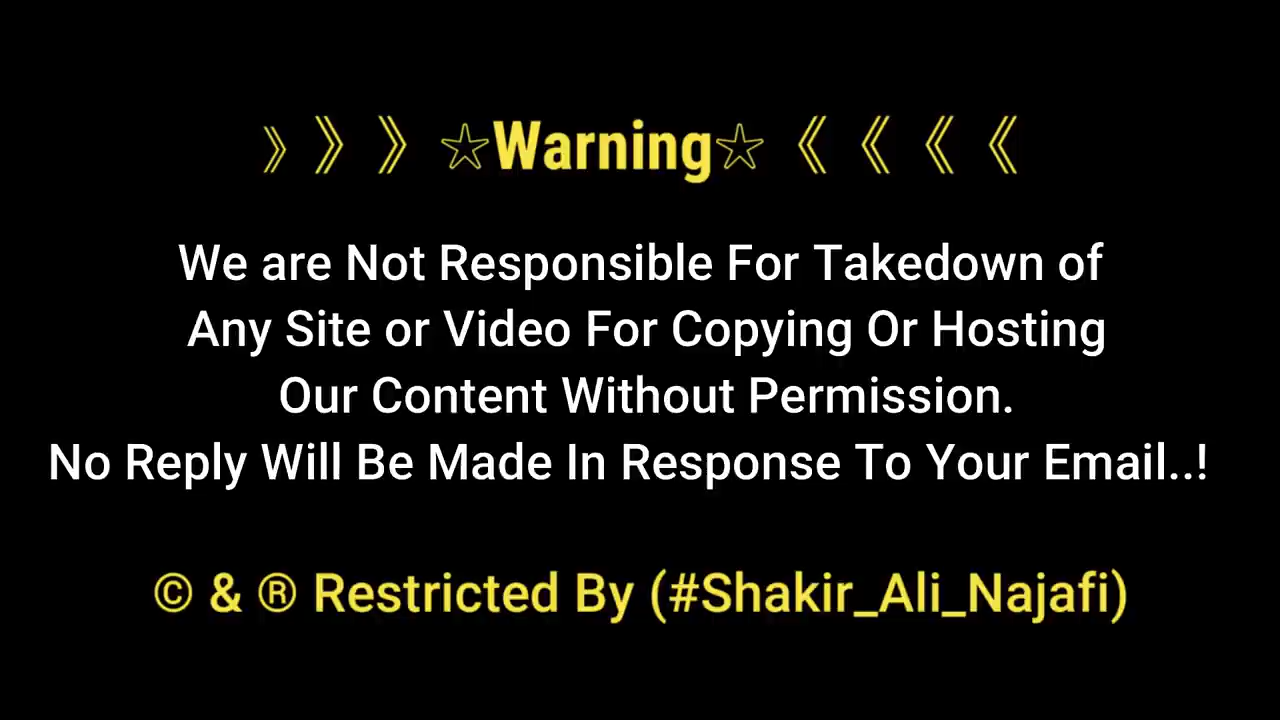 》》》☆Warning☆《《《《
We are Not Responsible For Takedown of
Any Site or Video For Copying Or Hosting
Our Content Without Permission.
No Reply Will Be Made In Response To Your Email..!
© & ® Restricted By (#Shakir_Ali_Najafi)